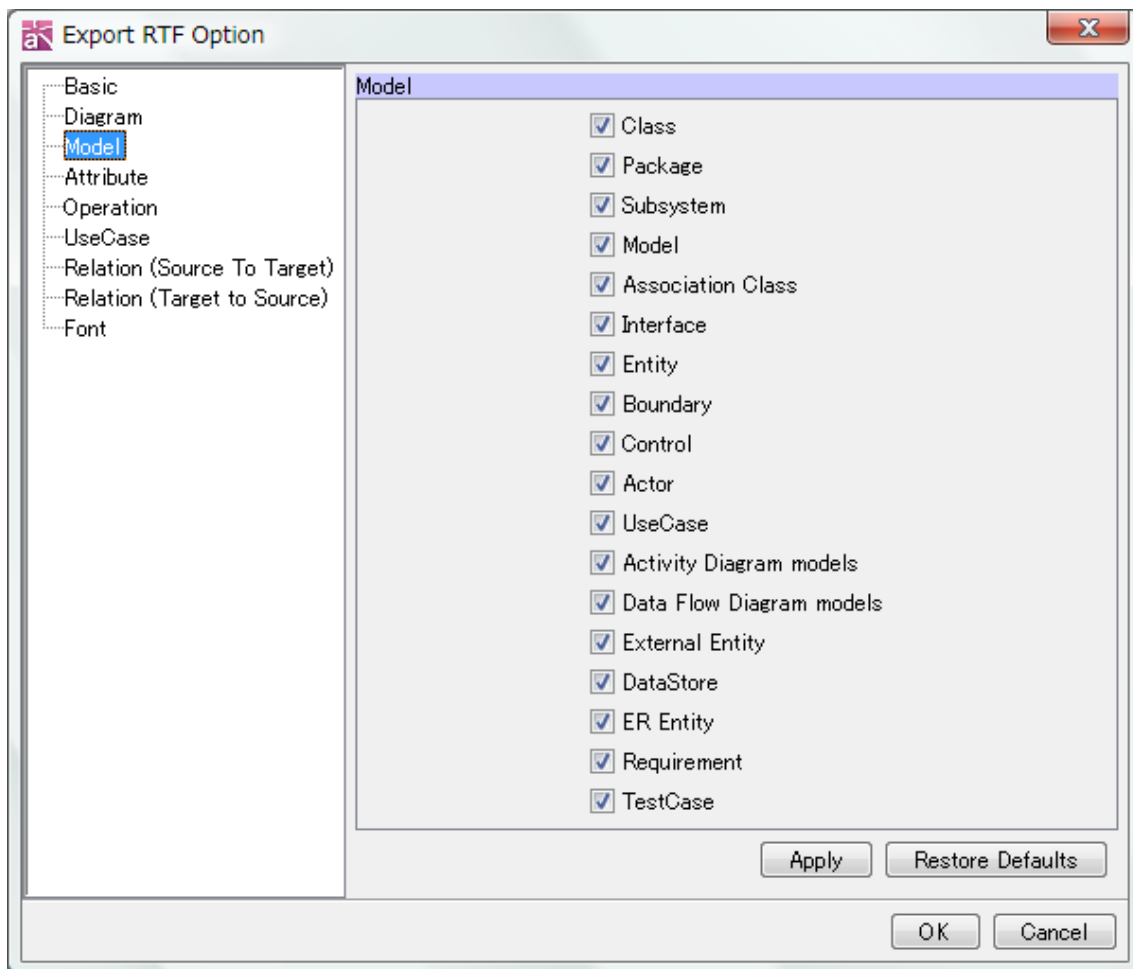 Export RTF Option
Basic
Diagram
Model
Attribute
Operation
UseCase
Relation (Source To Target)
Relation (Target to Source)
Font
Model
Class
Package
Subsystem
Model
Association Class
Interface
Entity
Boundary
Control
Actor
UseCase
Activity Diagram models
Data Flow Diagram models
External Entity
DataStore
ER Entity
Requirement
TestCase
Apply
Restore Defaults
OK
Cancel